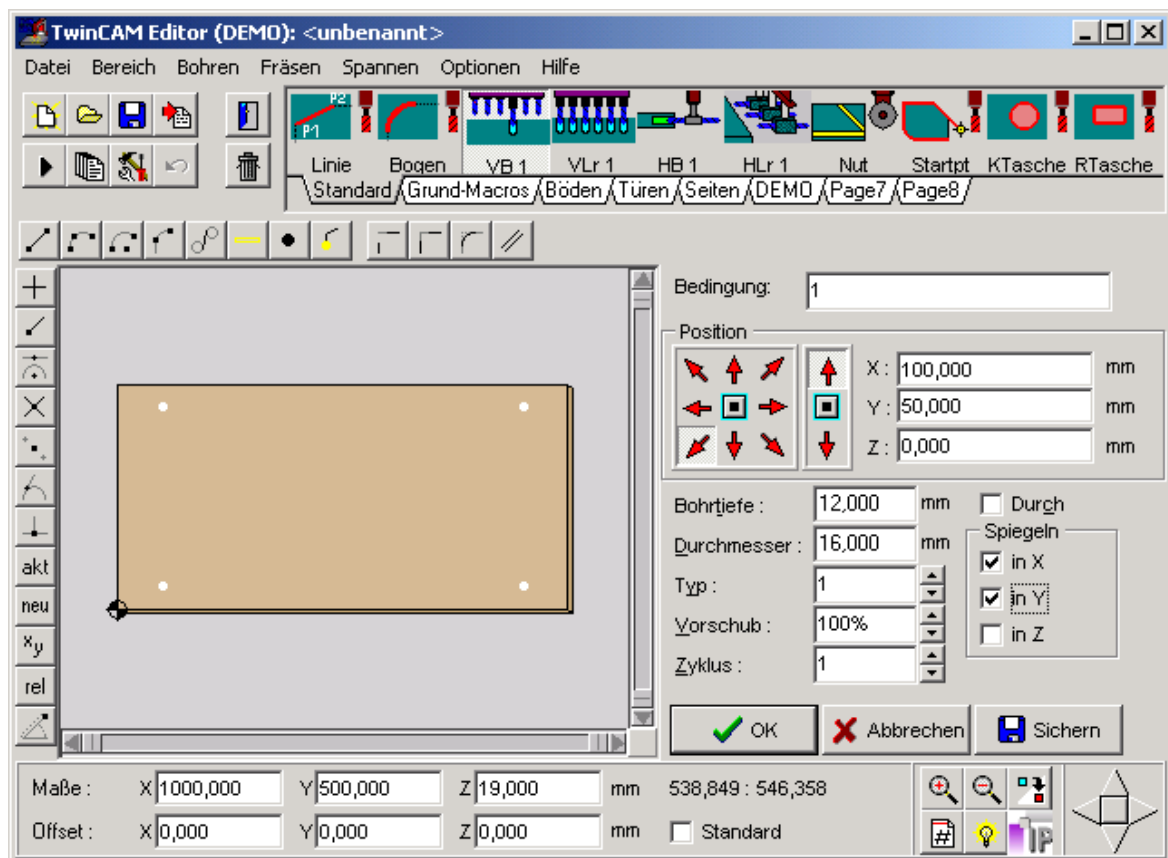 TwinCAM Editor (DEMO): <unbenannt>
Datei Bereich Bohren Fräsen Spannen Optionen Hilfe
P2
P1
Linie Bogen VB 1 VLr 1 HB 1 HLr 1 Nut Startpt KTasche RTasche
Standard Grund-Macros Böden Türen Seiten DEMO Page7 Page8
Bedingung: 1
Position
X : 100,000 mm
Y : 50,000 mm
Z : 0,000 mm
Bohrtiefe : 12,000 mm Durch
Durchmesser : 16,000 mm Spiegeln
in X
Typ : 1
in Y
Vorschub : 100%
in Z
Zyklus : 1
akt
neu
xy
rel
OK Abbrechen Sichern
Maße : X 1000,000 Y 500,000 Z 19,000 mm 538,849 : 546,358
Offset : X 0,000 Y 0,000 Z 0,000 mm Standard
# IP